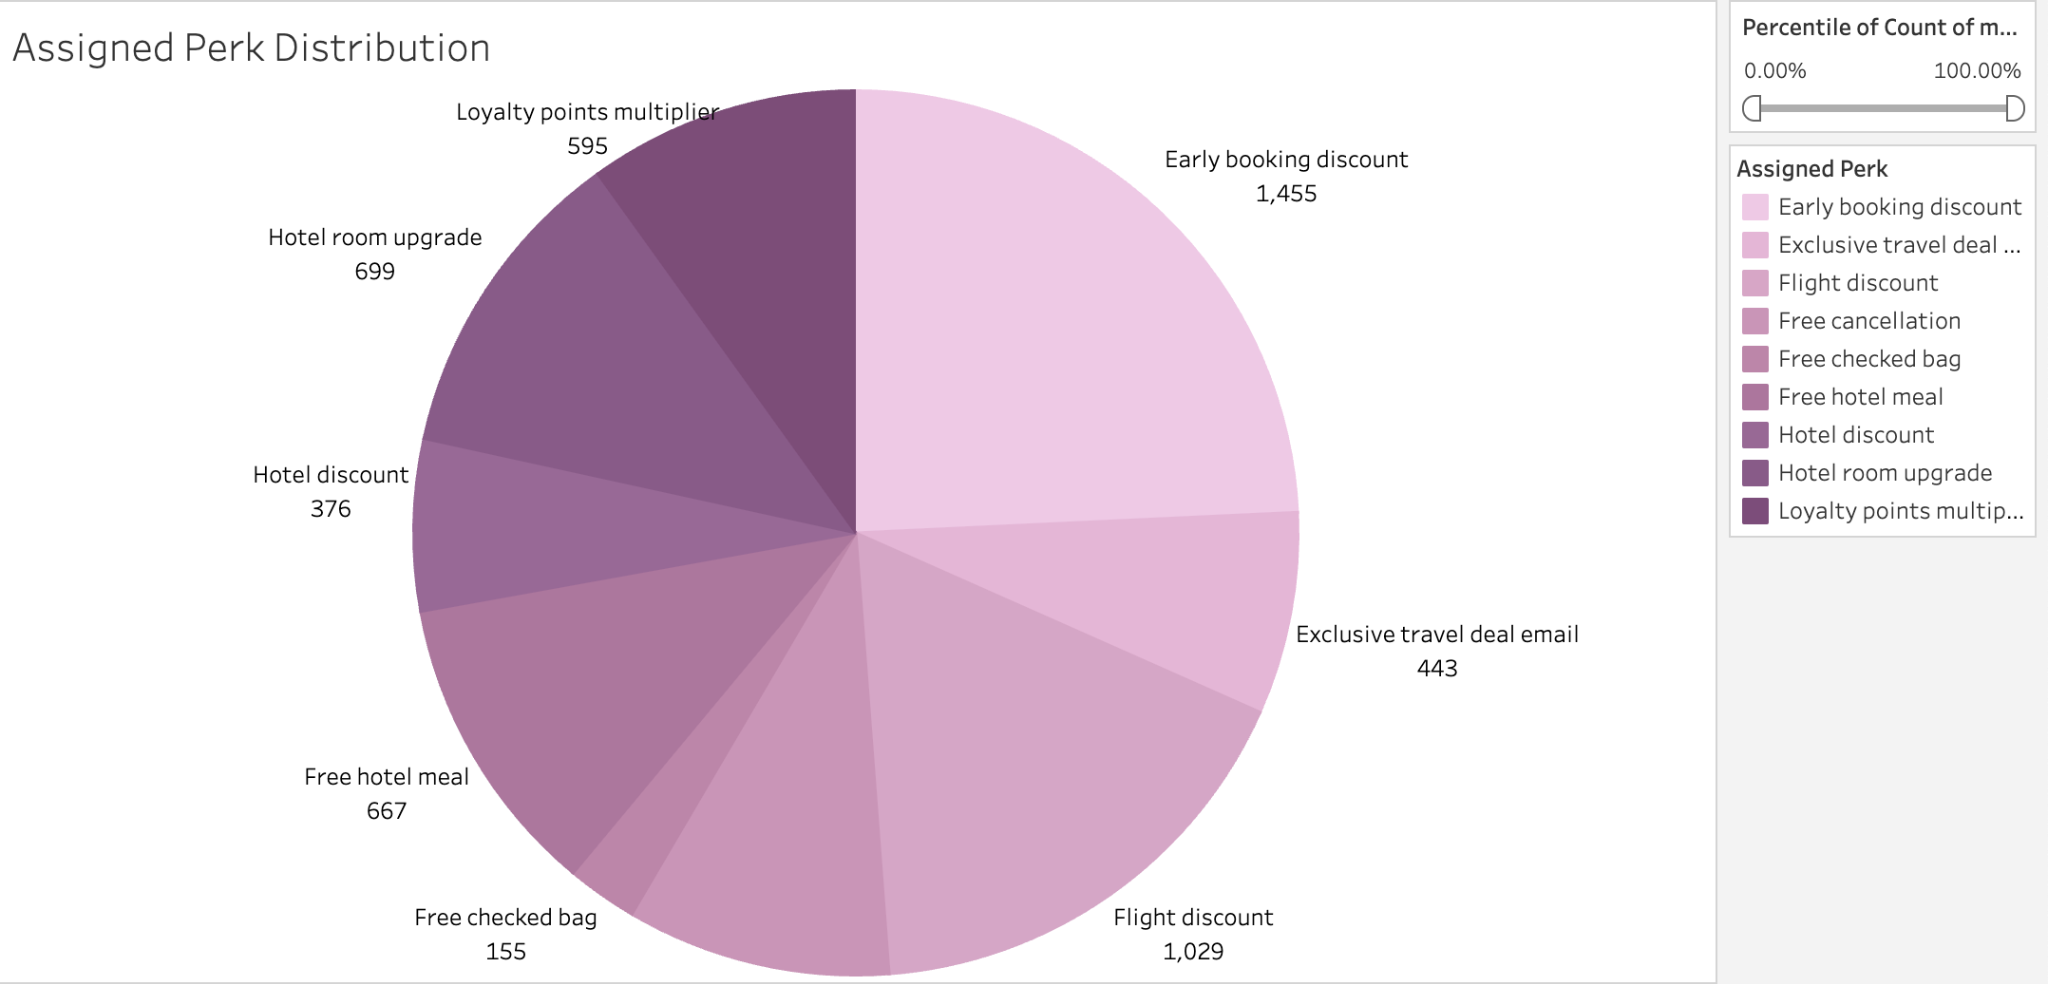 Assigned Perk Distribution
Loyalty points multiplier
595
Early booking discount
1,455
Hotel room upgrade
699
Hotel discount
376
Exclusive travel deal email
443
Free hotel meal
667
Free checked bag
155
Flight discount
1,029
Percentile of Count of m...
0.00% 100.00%
Assigned Perk
Early booking discount
Exclusive travel deal ...
Flight discount
Free cancellation
Free checked bag
Free hotel meal
Hotel discount
Hotel room upgrade
Loyalty points multip...